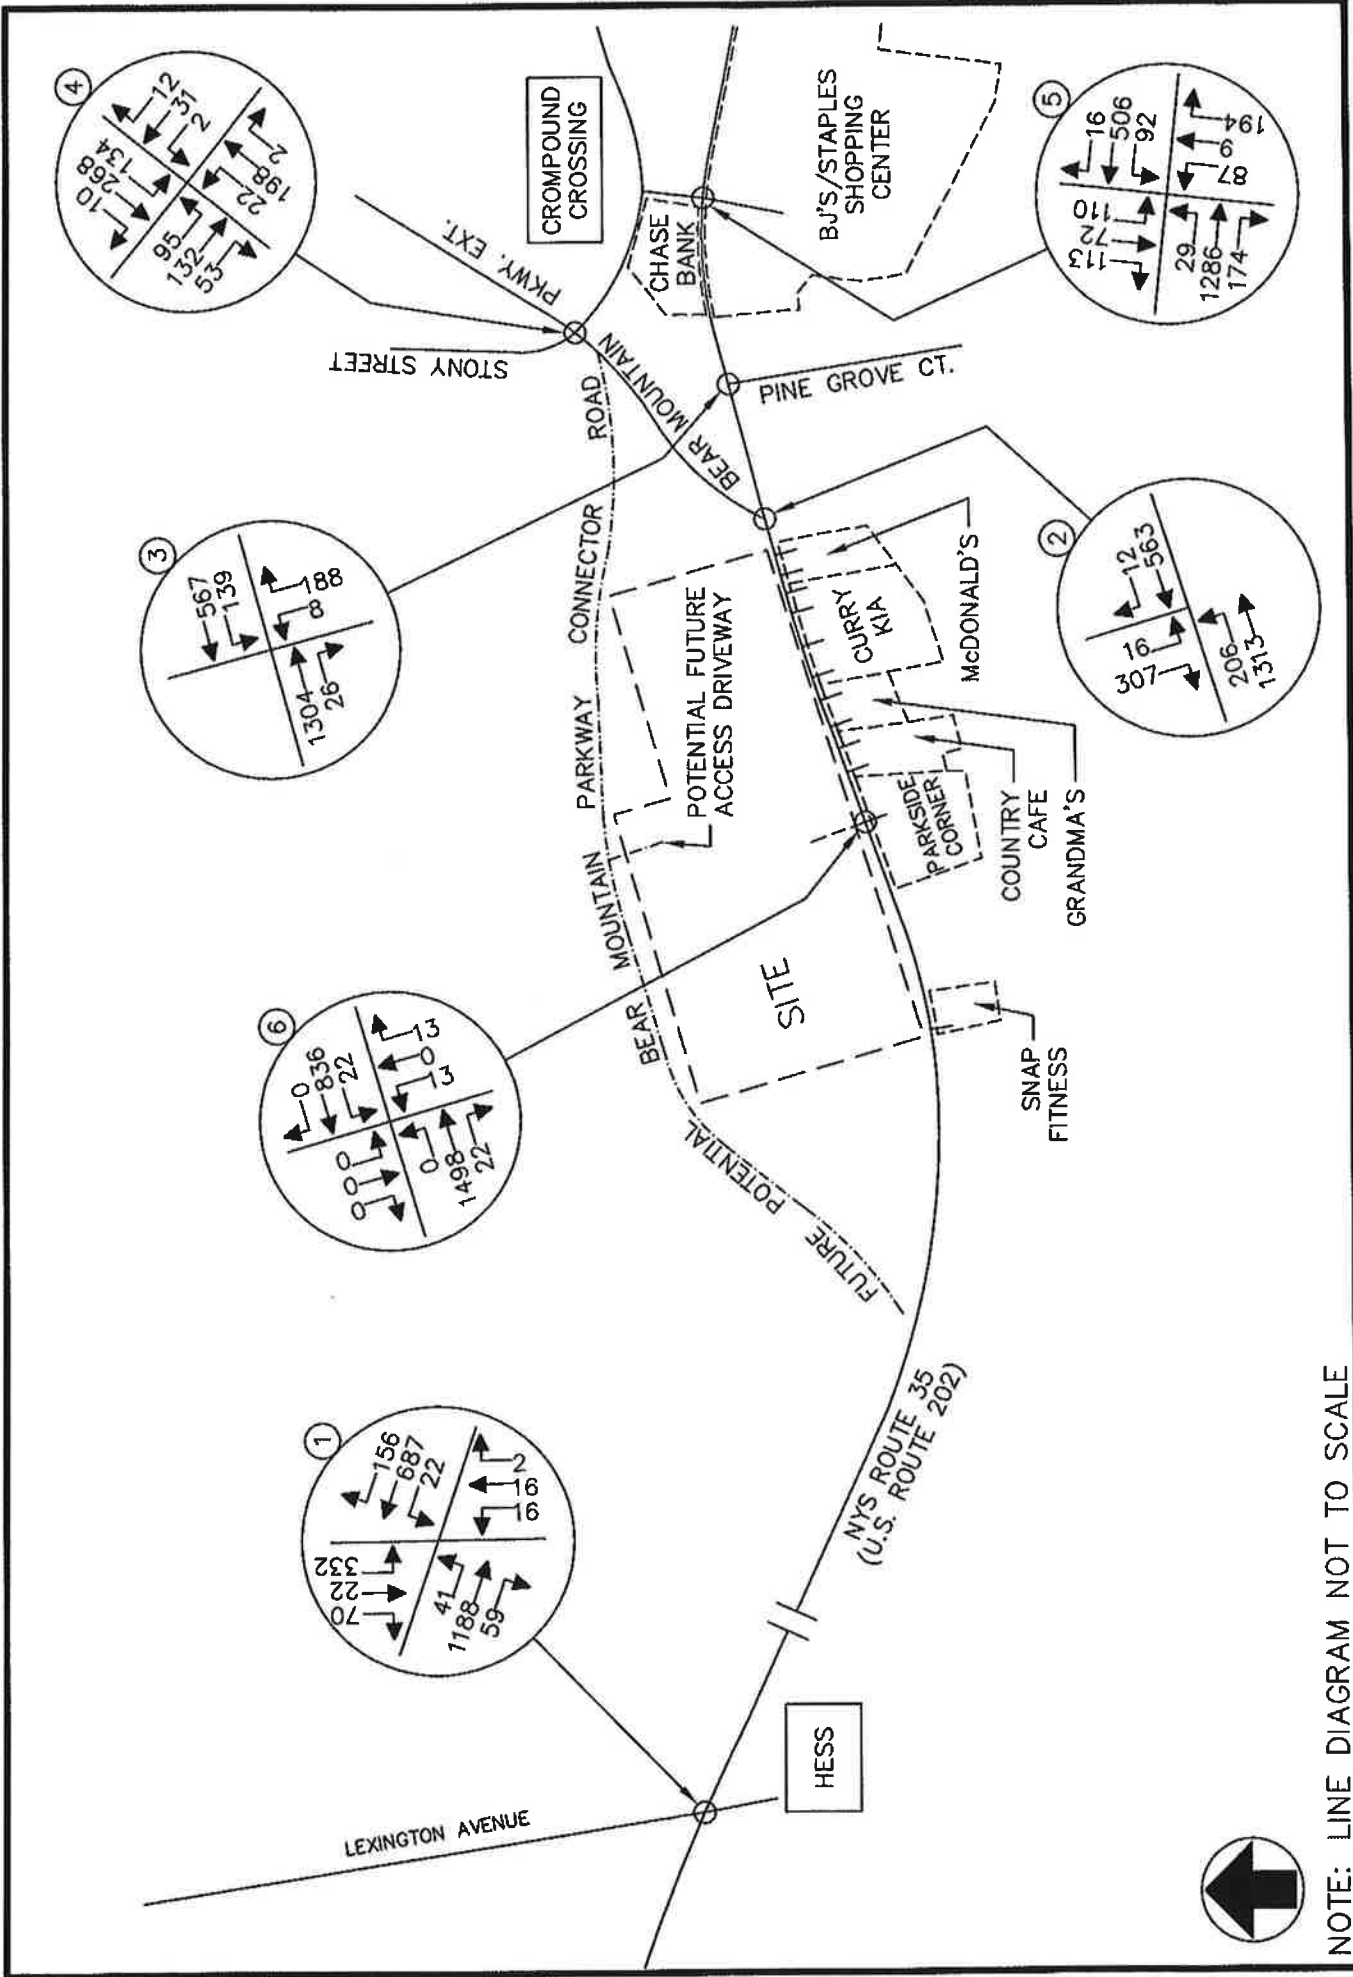 1
332
22
70
156
687
22
41
1188
59
16
2
6
0
0
0
0
836
22
0
1498
22
13
0
13
3
567
139
1304
26
8
188
4
134
268
10
12
31
2
95
132
53
22
198
2
LEXINGTON AVENUE
HESS
NYS ROUTE 35
(U.S. ROUTE 202)
FUTURE POTENTIAL BEAR MOUNTAIN PARKWAY CONNECTOR ROAD
STONY STREET
BEAR MOUNTAIN PKWY. EXT.
CROMPOUND
CROSSING
CHASE
BANK
BJ'S/STAPLES
SHOPPING
CENTER
PINE GROVE CT.
POTENTIAL FUTURE
ACCESS DRIVEWAY
SITE
SNAP
FITNESS
PARKSIDE
CORNER
COUNTRY
CAFE
GRANDMA'S
CURRY
KIA
McDONALD'S
2
16
307
12
563
206
1313
5
110
72
113
16
506
92
29
1286
174
87
9
194
NOTE: LINE DIAGRAM NOT TO SCALE